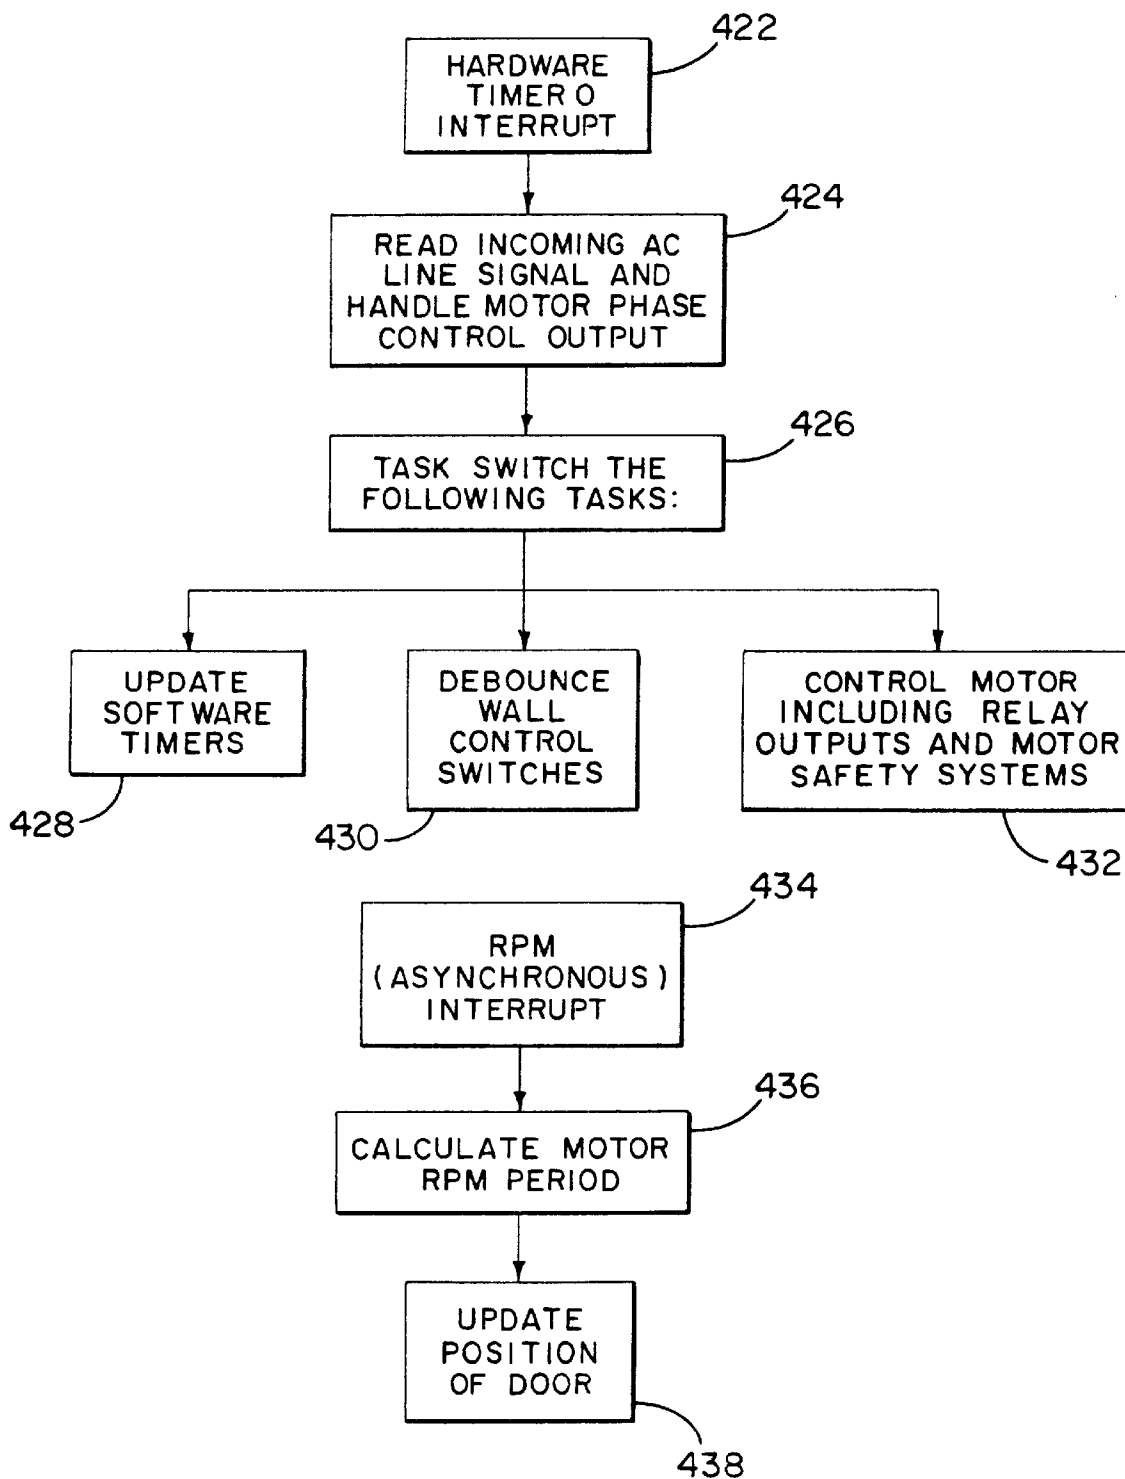 422
HARDWARE
TIMER 0
INTERRUPT
424
READ INCOMING AC
LINE SIGNAL AND
HANDLE MOTOR PHASE
CONTROL OUTPUT
426
TASK SWITCH THE
FOLLOWING TASKS:
UPDATE
SOFTWARE
TIMERS
428
DEBOUNCE
WALL
CONTROL
SWITCHES
430
CONTROL MOTOR
INCLUDING RELAY
OUTPUTS AND MOTOR
SAFETY SYSTEMS
432
434
RPM
(ASYNCHRONOUS)
INTERRUPT
436
CALCULATE MOTOR
RPM PERIOD
UPDATE
POSITION
OF DOOR
438